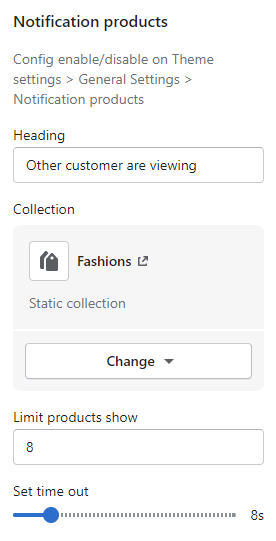 Notification products
Config enable/disable on Theme
settings > General Settings >
Notification products
Heading
Other customer are viewing
Collection
Fashions
Static collection
Change
Limit products show
8
Set time out
8s